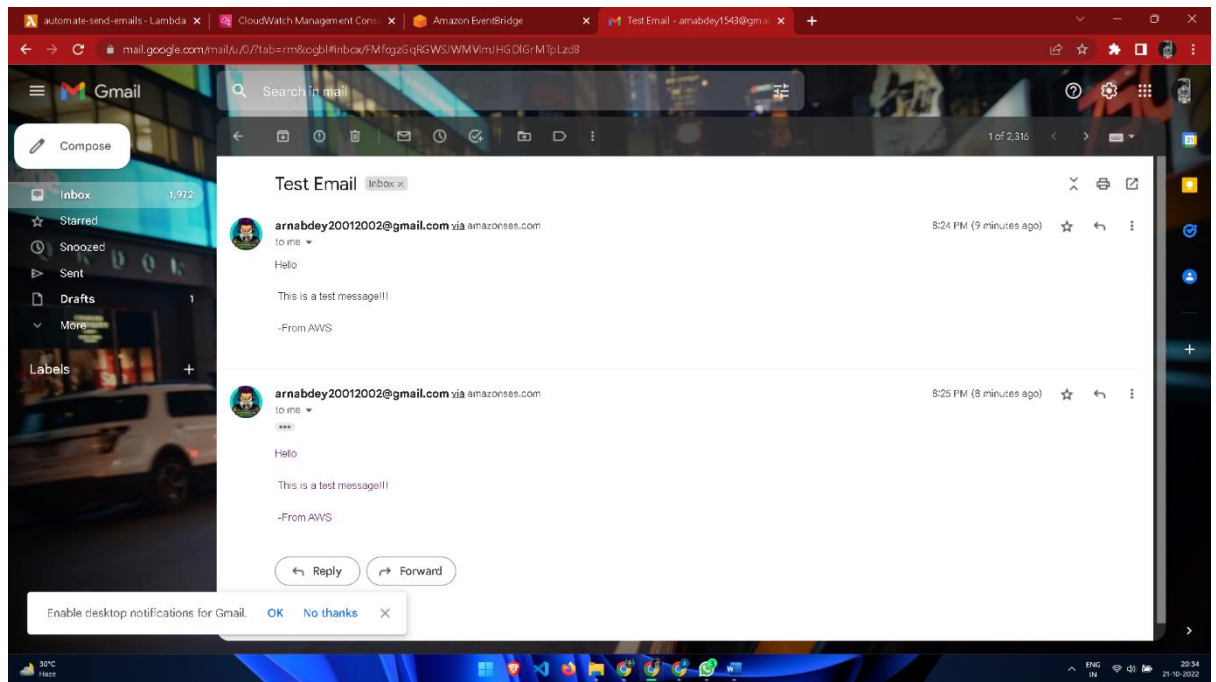 automate-send-emails - Lambda
CloudWatch Management Cons
Amazon EventBridge
Test Email - arnabdey1543@gmai
mail.google.com/mail/u/0/?tab=rm&ogbl#inbox/
Gmail
Search in mail
Compose
1 of 2,316
Inbox 1,972
Starred
Snoozed
Sent
Drafts 1
More
Labels
Test Email Inbox ×
arnabdey20012002@gmail.com via amazonses.com 8:24 PM (9 minutes ago)
to me
Hello
This is a test message!!!
-From AWS
arnabdey20012002@gmail.com via amazonses.com 8:25 PM (8 minutes ago)
to me
Hello
This is a test message!!!
-From AWS
Reply Forward
Enable desktop notifications for Gmail. OK No thanks
30°C
Haze
ENG
IN
20:34
21-10-2022